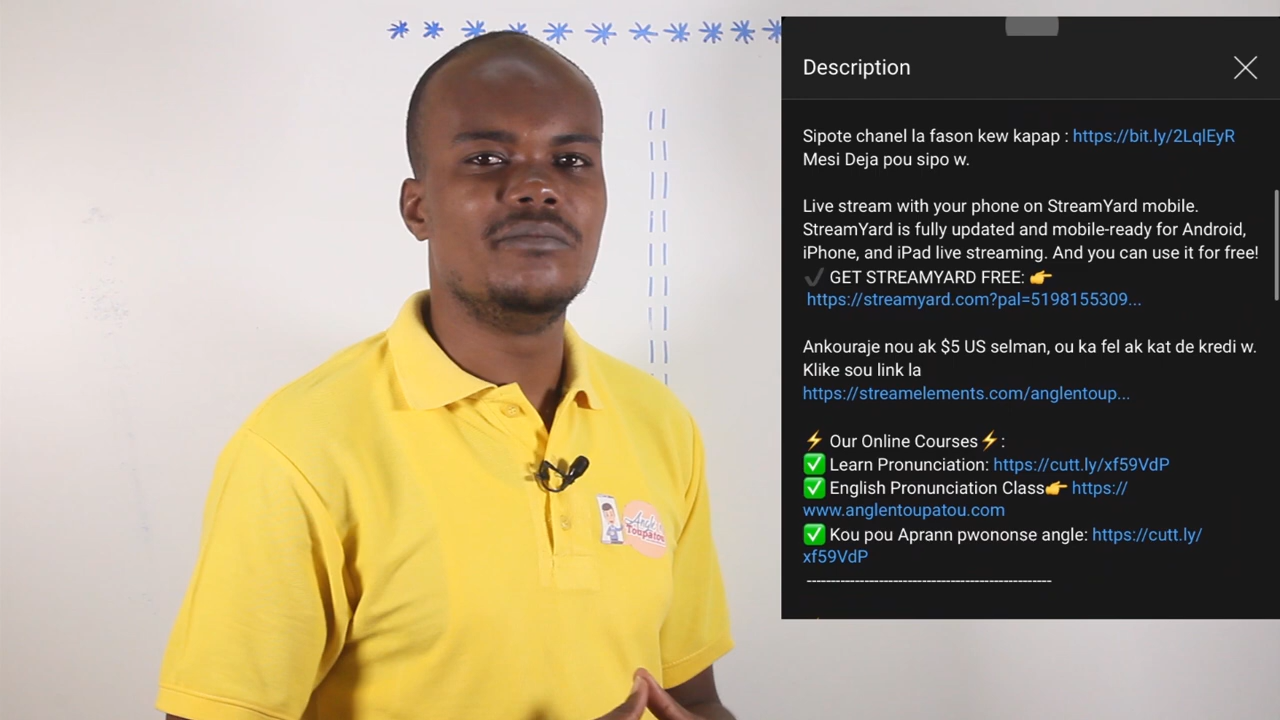 Description
Sipote chanel la fason kew kapap : https://bit.ly/2LqlEyR
Mesi Deja pou sipo w.
Live stream with your phone on StreamYard mobile.
StreamYard is fully updated and mobile-ready for Android,
iPhone, and iPad live streaming. And you can use it for free!
✔️ GET STREAMYARD FREE: 👉
https://streamyard.com?pal=5198155309...
Ankouraje nou ak $5 US selman, ou ka fel ak kat de kredi w.
Klike sou link la
https://streamelements.com/anglentoup...
⚡ Our Online Courses⚡:
✅ Learn Pronunciation: https://cutt.ly/xf59VdP
✅ English Pronunciation Class👉 https://
www.anglentoupatou.com
✅ Kou pou Aprann pwononse angle: https://cutt.ly/
xf59VdP
--------------------------------------------------
Toupatou